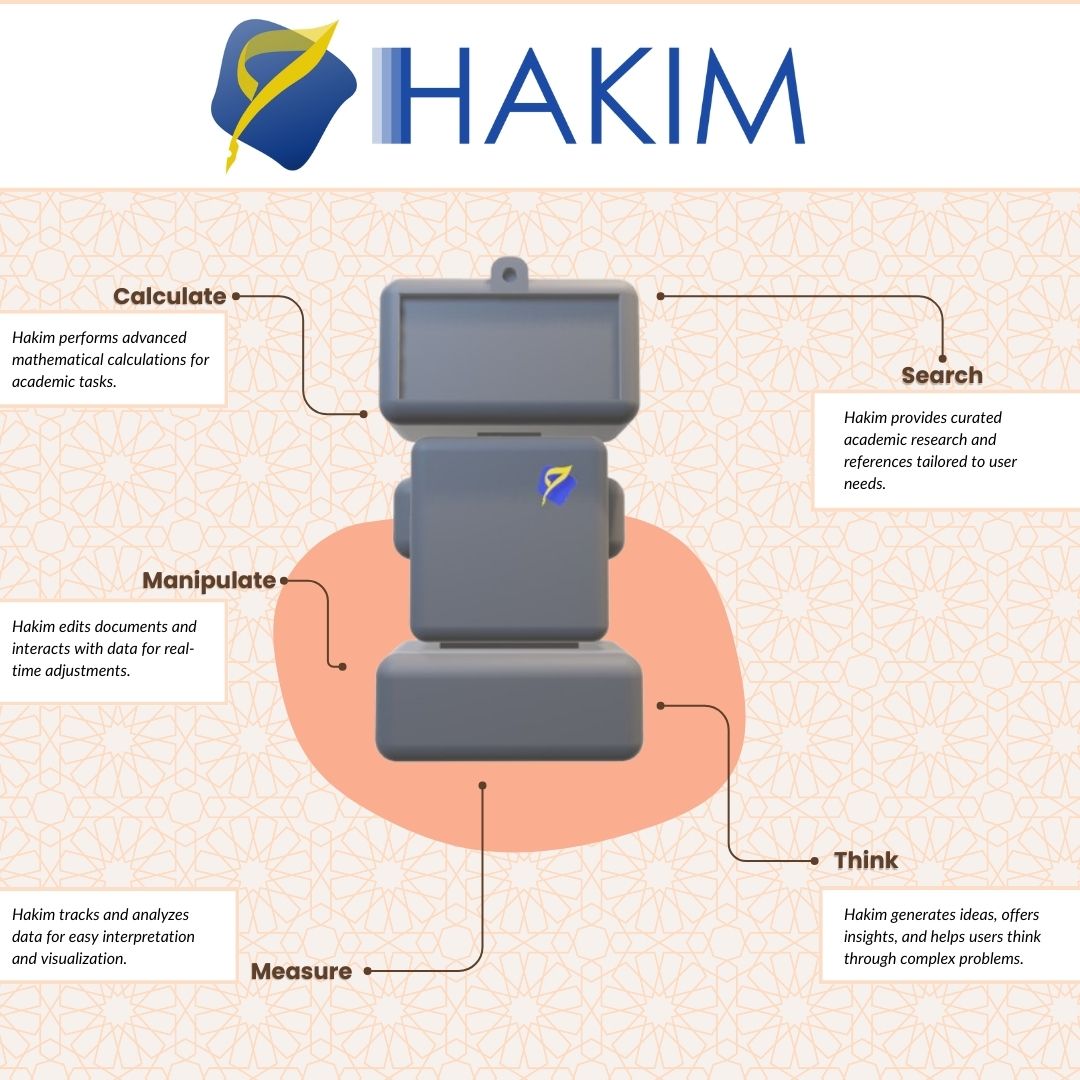 HAKIM
Calculate
Hakim performs advanced
mathematical calculations for
academic tasks.
Search
Hakim provides curated
academic research and
references tailored to user
needs.
Manipulate
Hakim edits documents and
interacts with data for real-
time adjustments.
Think
Hakim generates ideas, offers
insights, and helps users think
through complex problems.
Measure
Hakim tracks and analyzes
data for easy interpretation
and visualization.